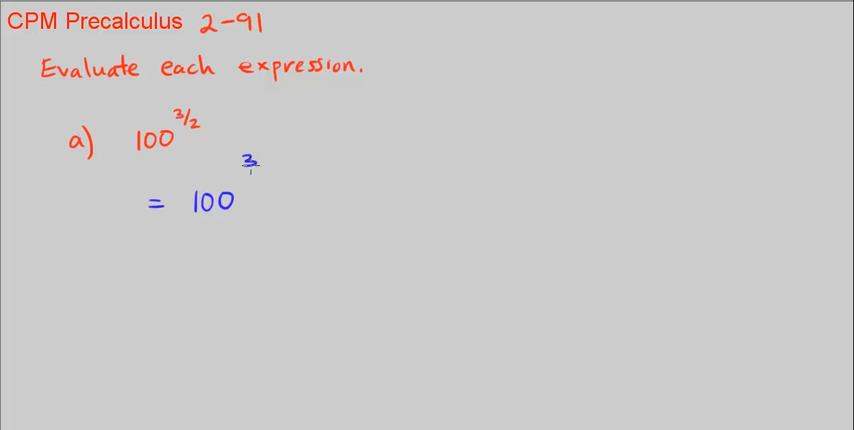 CPM Precalculus 2-91
Evaluate each expression.
a) 100^3/2
= 100^3